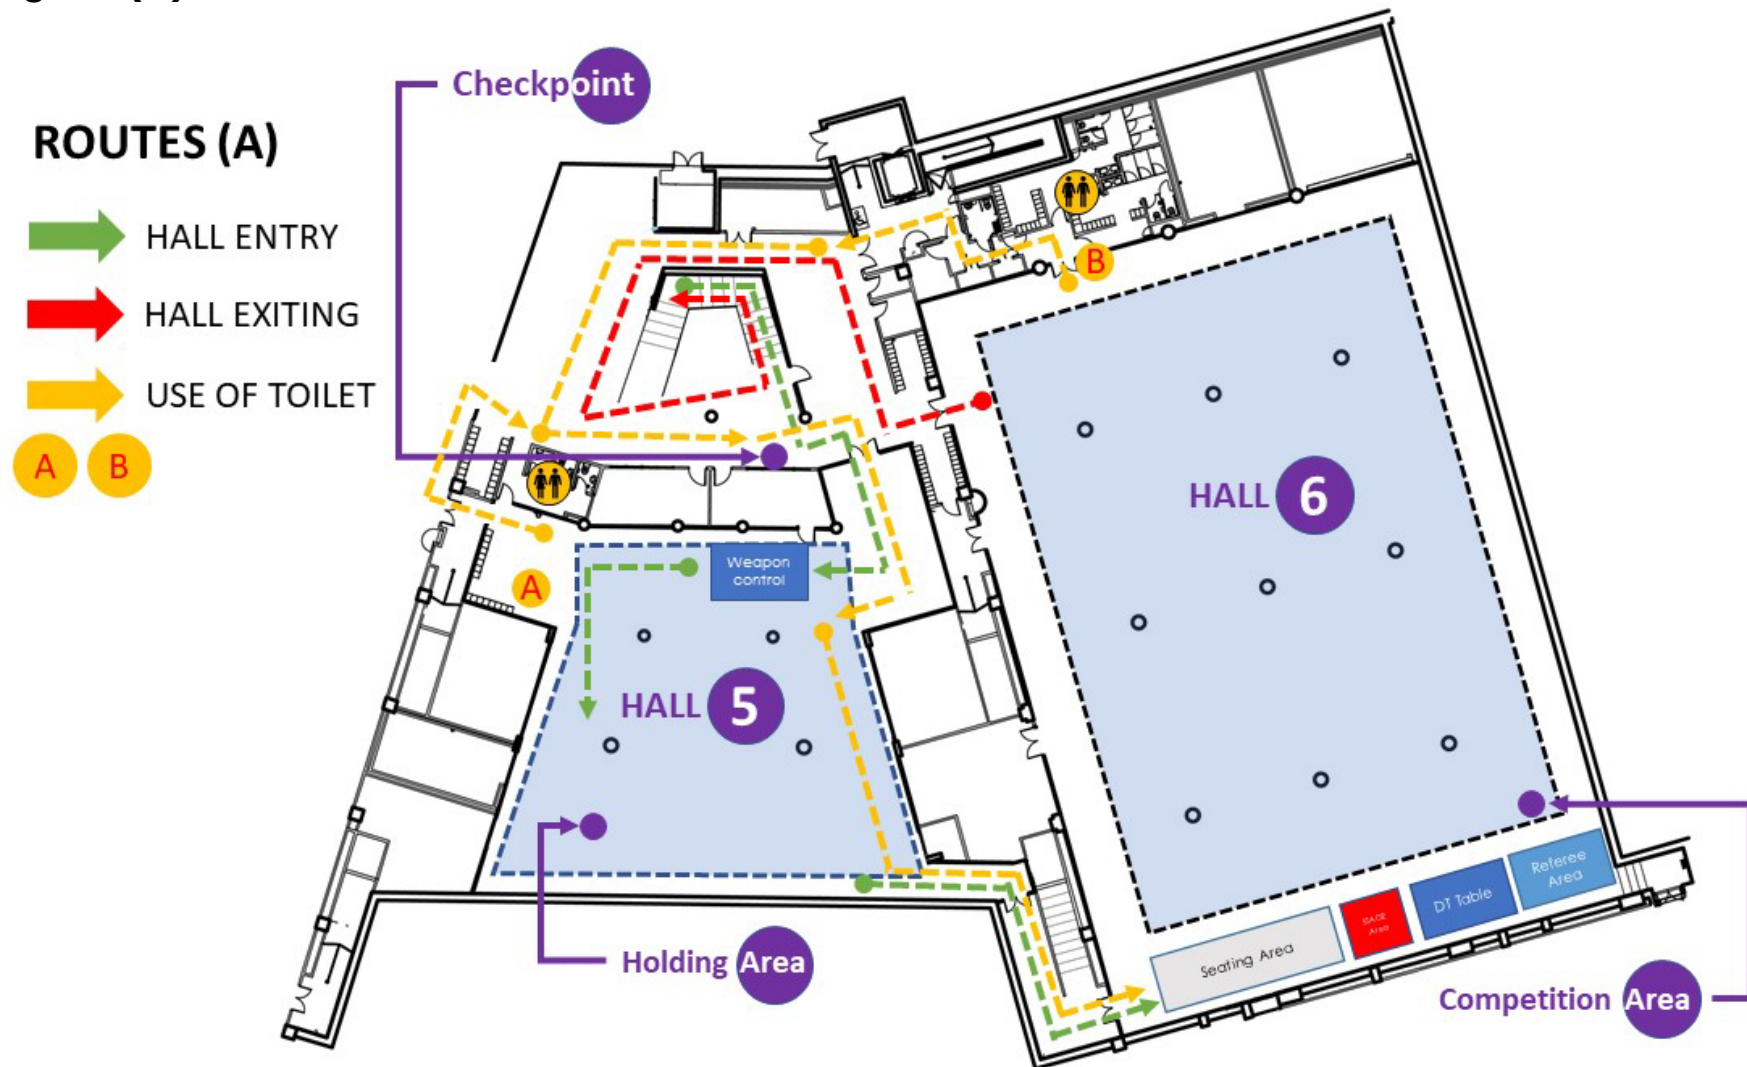 Checkpoint
ROUTES (A)
HALL ENTRY
HALL EXITING
USE OF TOILET
A B
B
HALL 6
Weapon
control
A
HALL 5
Holding Area
Seating Area
Area
DT Table
Referee
Area
Competition Area